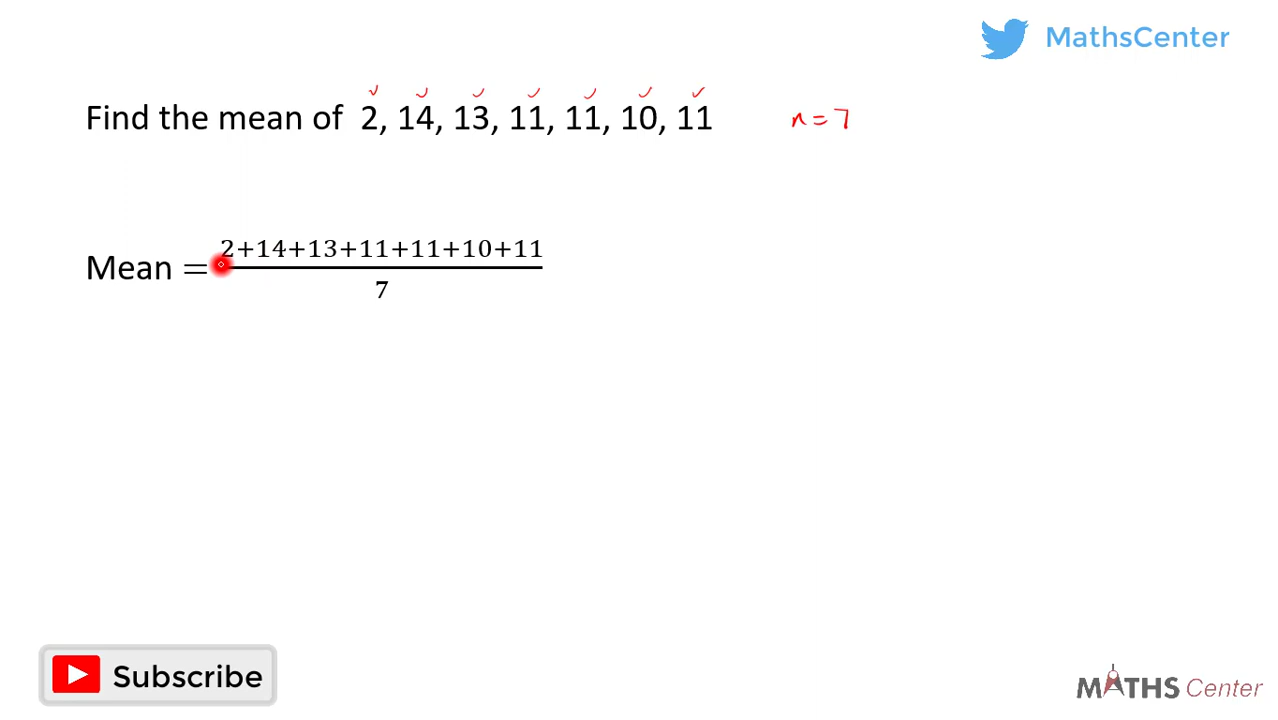 MathsCenter
Find the mean of 2, 14, 13, 11, 11, 10, 11 n = 7
Mean = 2+14+13+11+11+10+11
7
Subscribe
MATHS Center